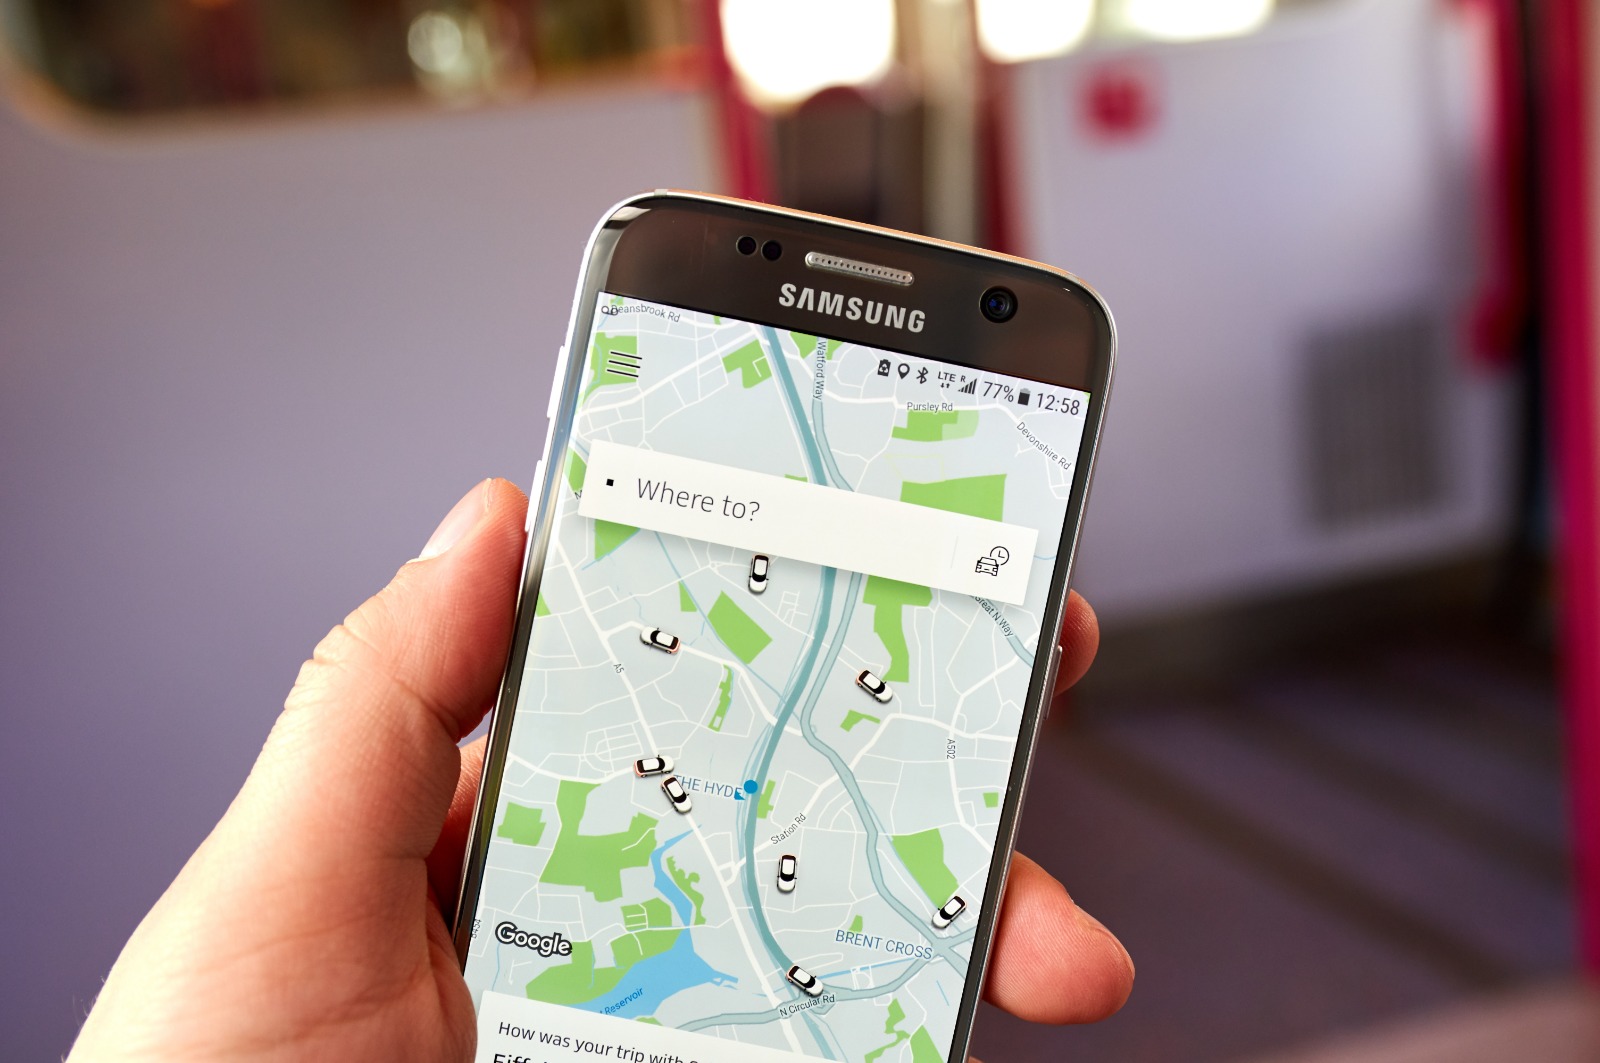 SAMSUNG
Deansbrook Rd
Watford Way
LTE R 77% 12:58
Pursley Rd
Devonshire Rd
Where to?
Great N Way
A5
A502
THE HYDE
Station Rd
BRENT CROSS
Google
Reservoir
N Circular Rd
How was your trip with